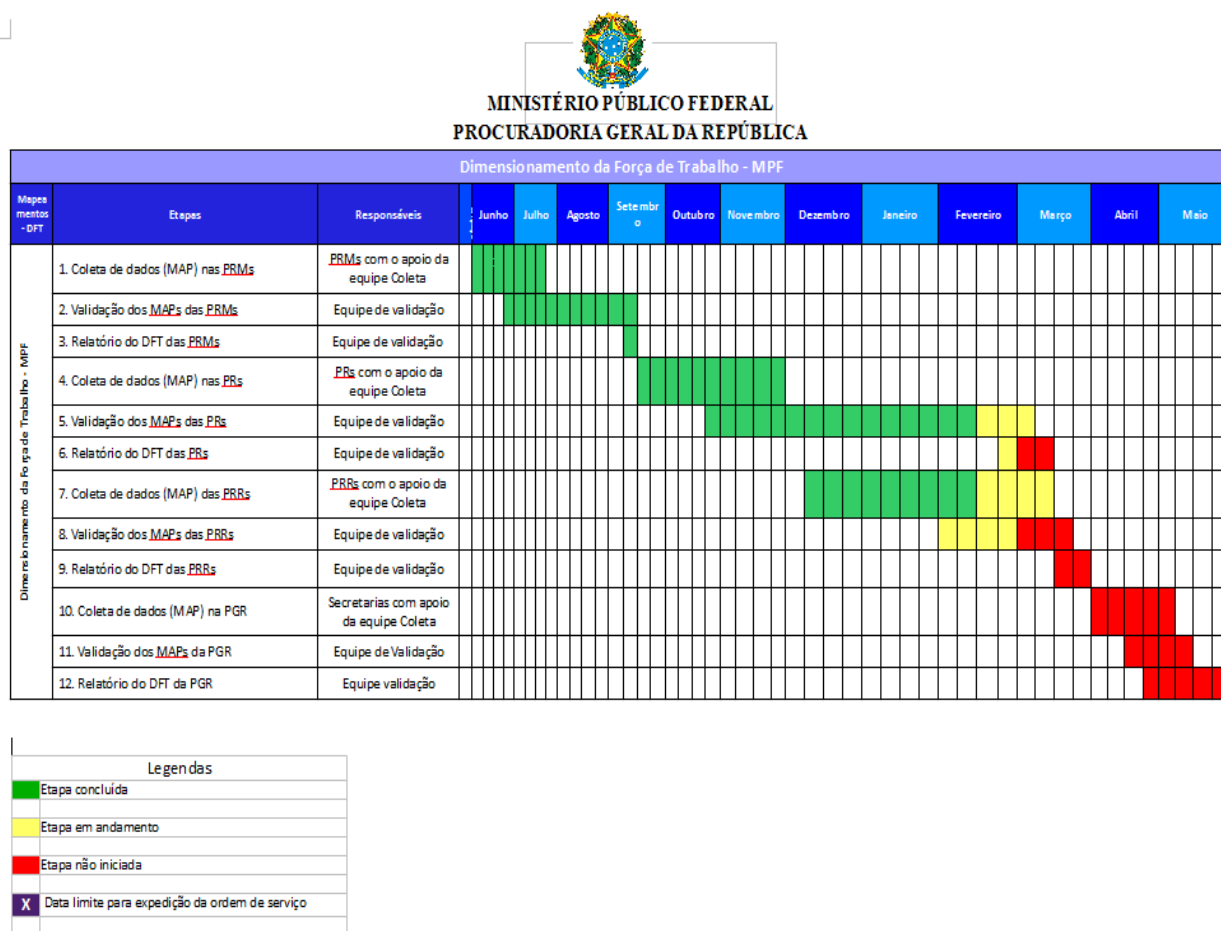 MINISTÉRIO PÚBLICO FEDERAL
PROCURADORIA GERAL DA REPÚBLICA
Dimensionamento da Força de Trabalho - MPF
Mapea
mentos
- DFT
Etapas
Responsáveis
Junho
Julho
Agosto
Setembr
o
Outubro
Novembro
Dezembro
Janeiro
Fevereiro
Março
Abril
Maio
Dimensionamento da Força de Trabalho - MPF
1. Coleta de dados (MAP) nas PRMs
PRMs com o apoio da
equipe Coleta
2. Validação dos MAPs das PRMs
Equipe de validação
3. Relatório do DFT das PRMs
Equipe de validação
4. Coleta de dados (MAP) nas PRs
PRs com o apoio da
equipe Coleta
5. Validação dos MAPs das PRs
Equipe de validação
6. Relatório do DFT das PRs
Equipe de validação
7. Coleta de dados (MAP) das PRRs
PRRs com o apoio da
equipe Coleta
8. Validação dos MAPs das PRRs
Equipe de validação
9. Relatório do DFT das PRRs
Equipe de validação
10. Coleta de dados (MAP) na PGR
Secretarias com apoio
da equipe Coleta
11. Validação dos MAPs da PGR
Equipe de Validação
12. Relatório do DFT da PGR
Equipe validação
Legendas
Etapa concluída
Etapa em andamento
Etapa não iniciada
X Data limite para expedição da ordem de serviço